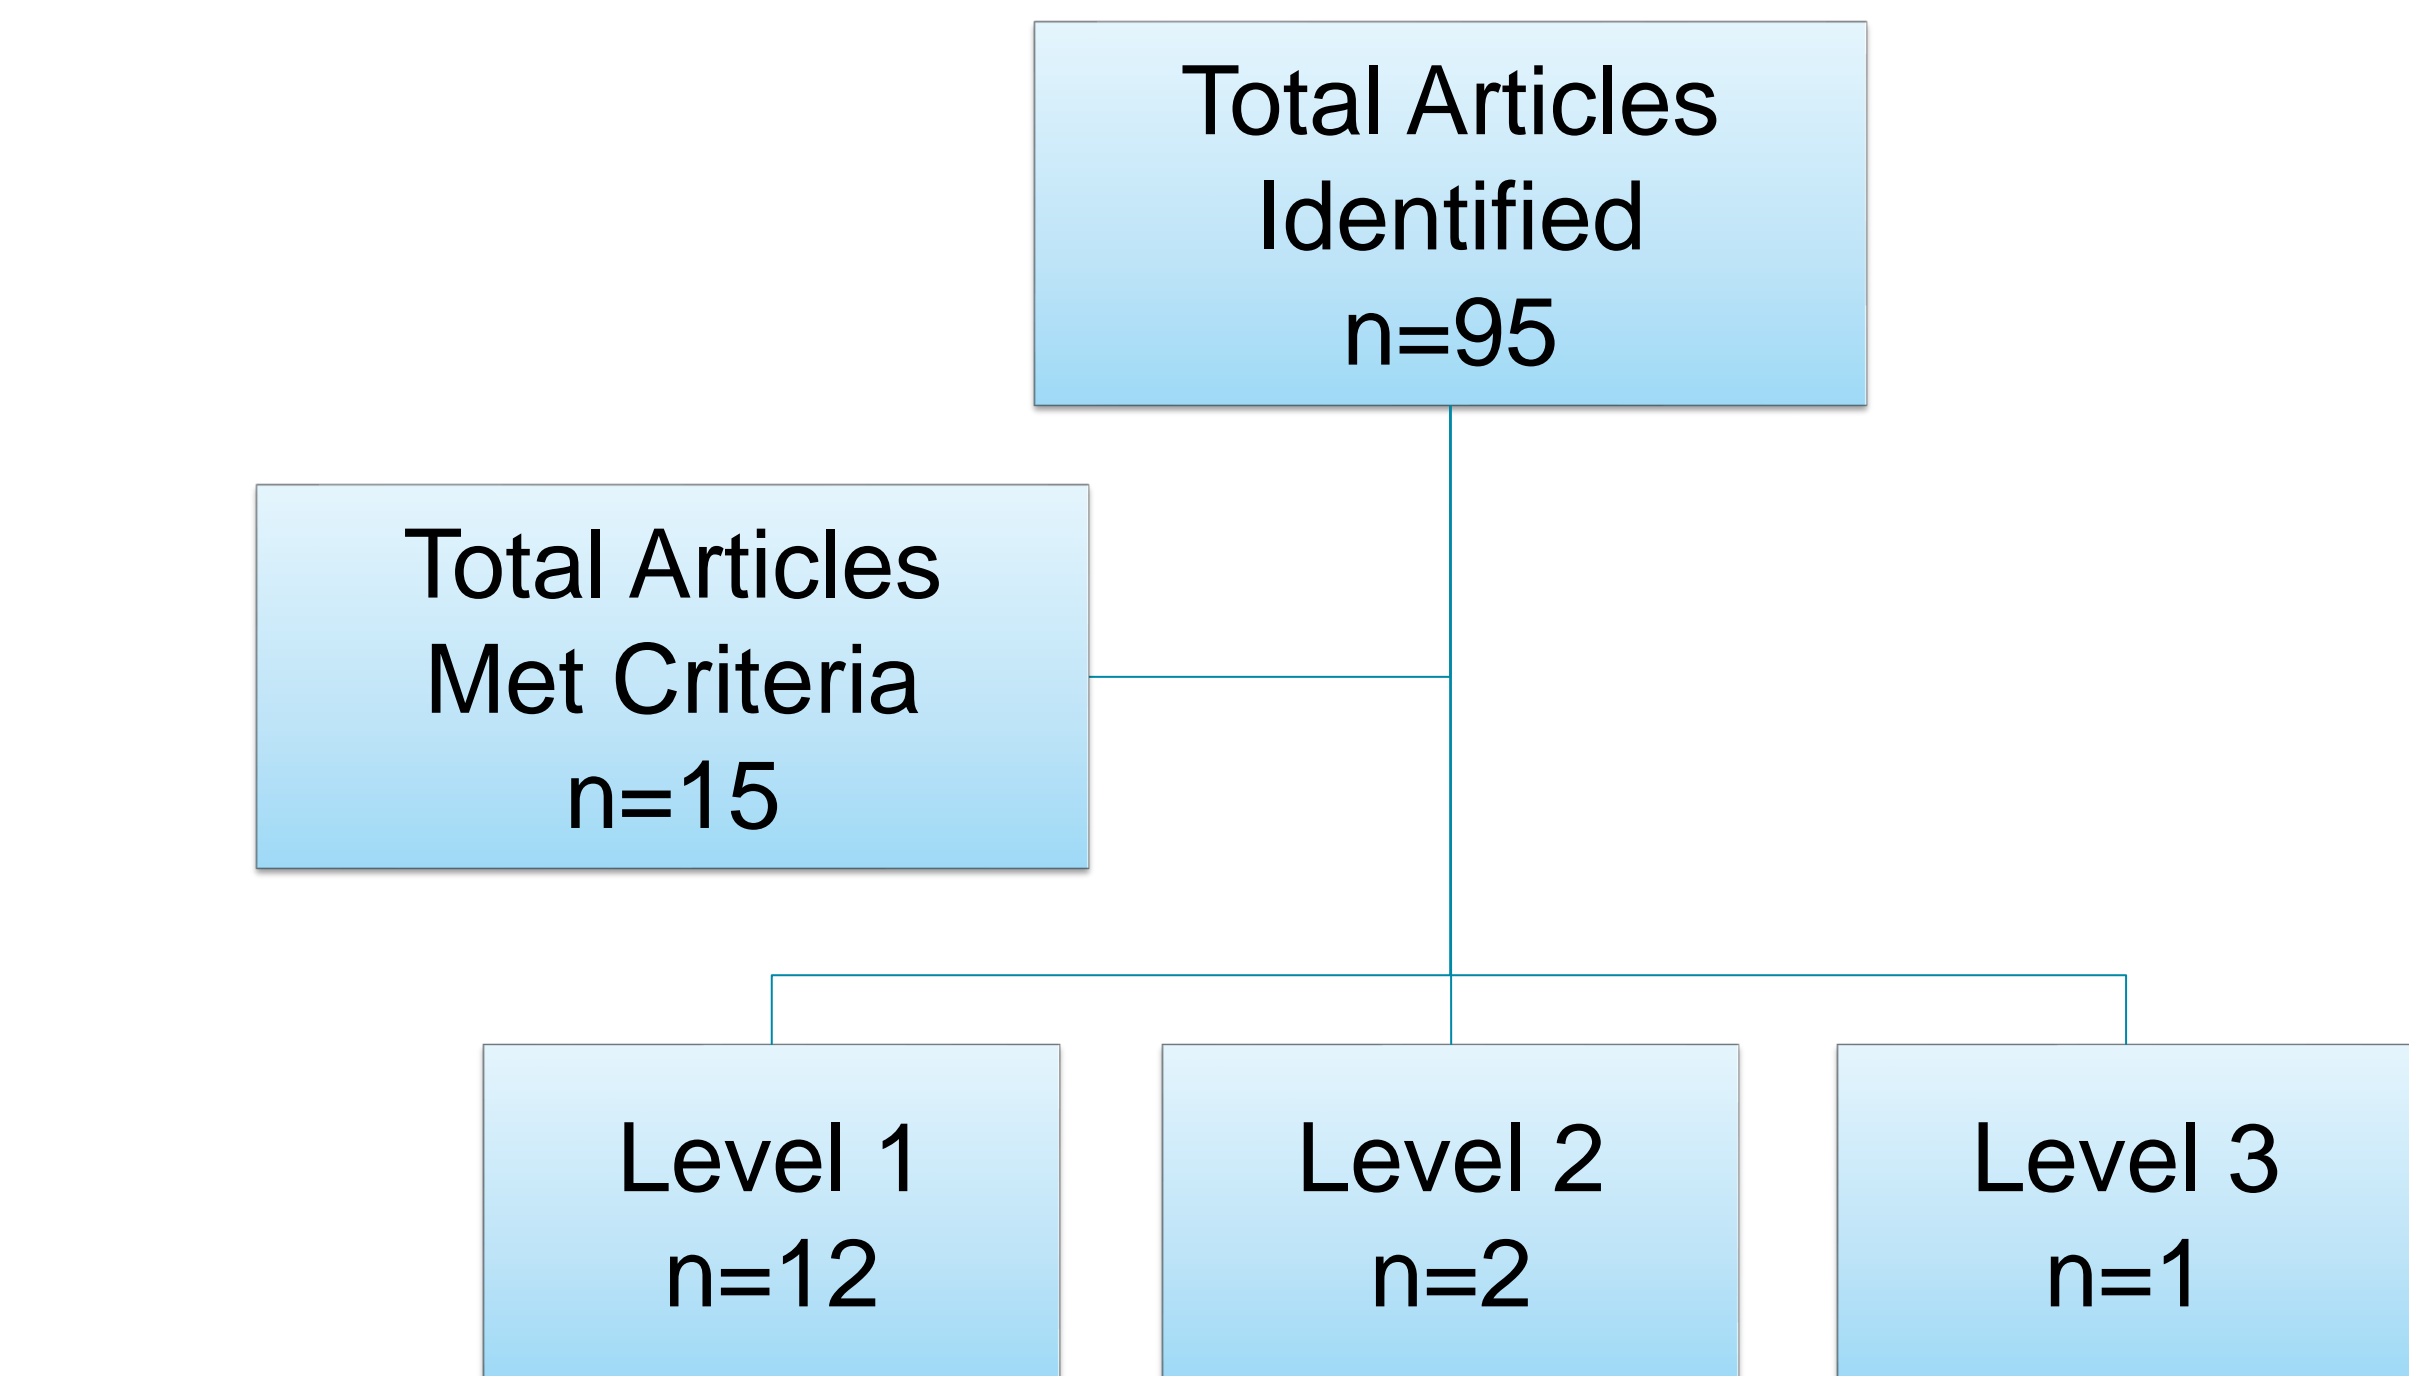 Total Articles
Identified
n=95
Total Articles
Met Criteria
n=15
Level 1
n=12
Level 2
n=2
Level 3
n=1